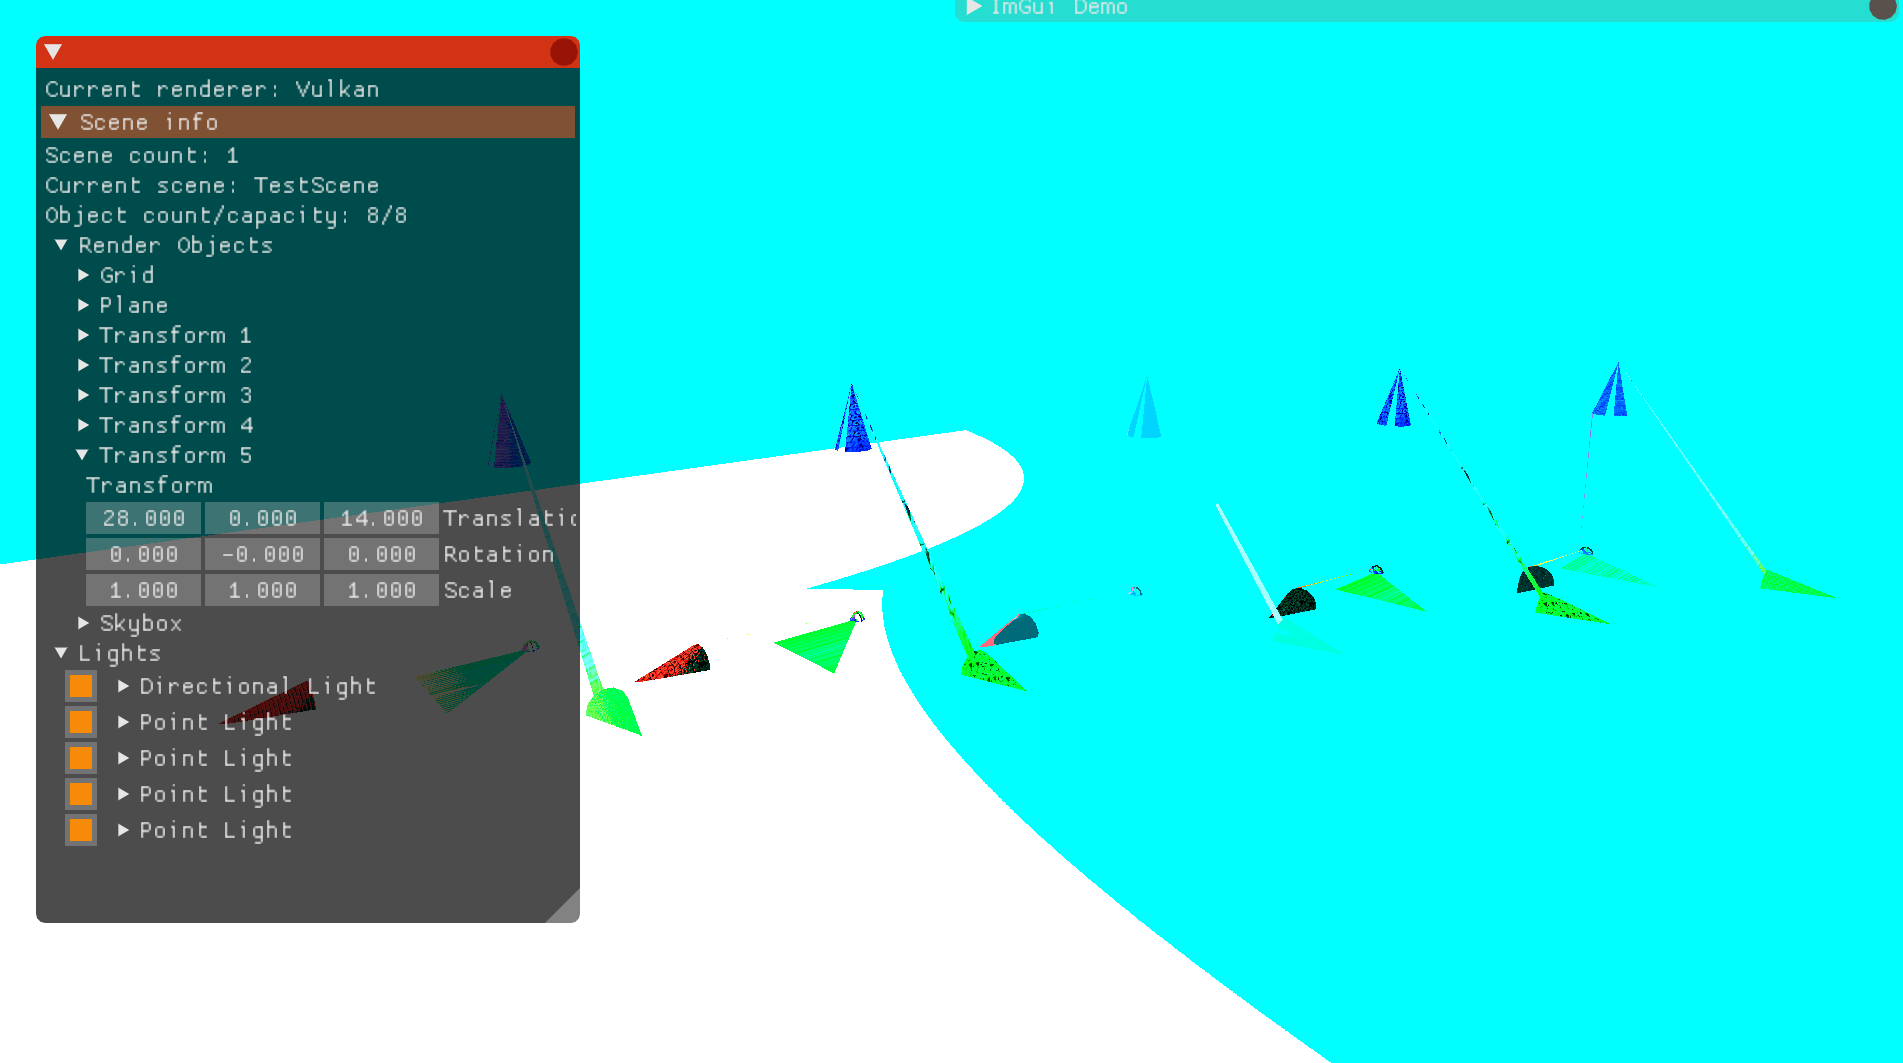 ImGui Demo
Current renderer: Vulkan
Scene info
Scene count: 1
Current scene: TestScene
Object count/capacity: 8/8
Render Objects
Grid
Plane
Transform 1
Transform 2
Transform 3
Transform 4
Transform 5
Transform
28.000 0.000 14.000 Translatic
0.000 -0.000 0.000 Rotation
1.000 1.000 1.000 Scale
Skybox
Lights
Directional Light
Point Light
Point Light
Point Light
Point Light